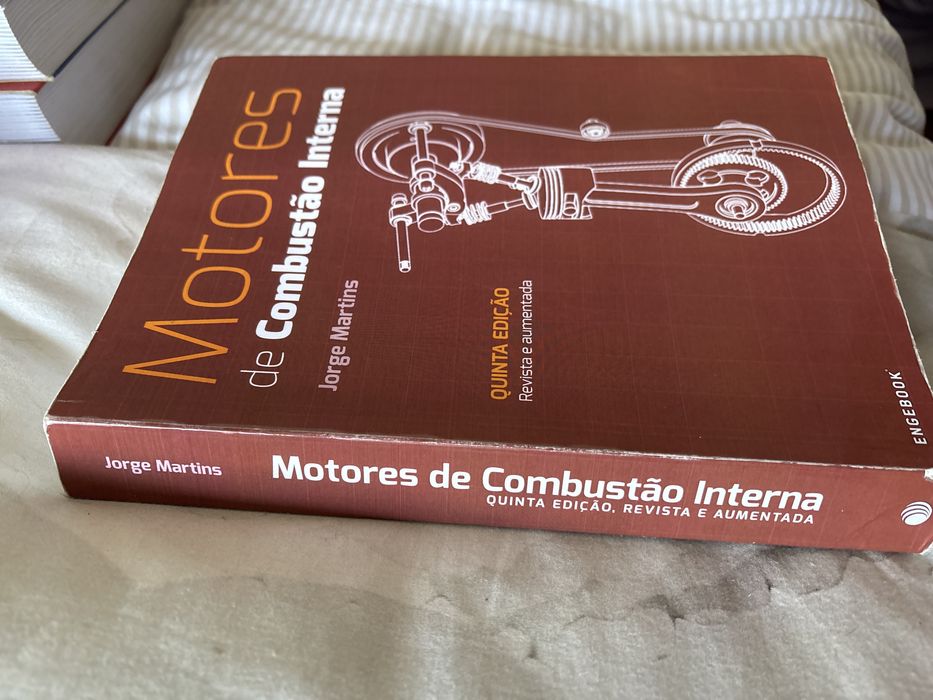 Motores
de Combustão Interna
Jorge Martins
QUINTA EDIÇÃO
Revista e aumentada
ENGEBOOK
Jorge Martins
Motores de Combustão Interna
QUINTA EDIÇÃO, REVISTA E AUMENTADA